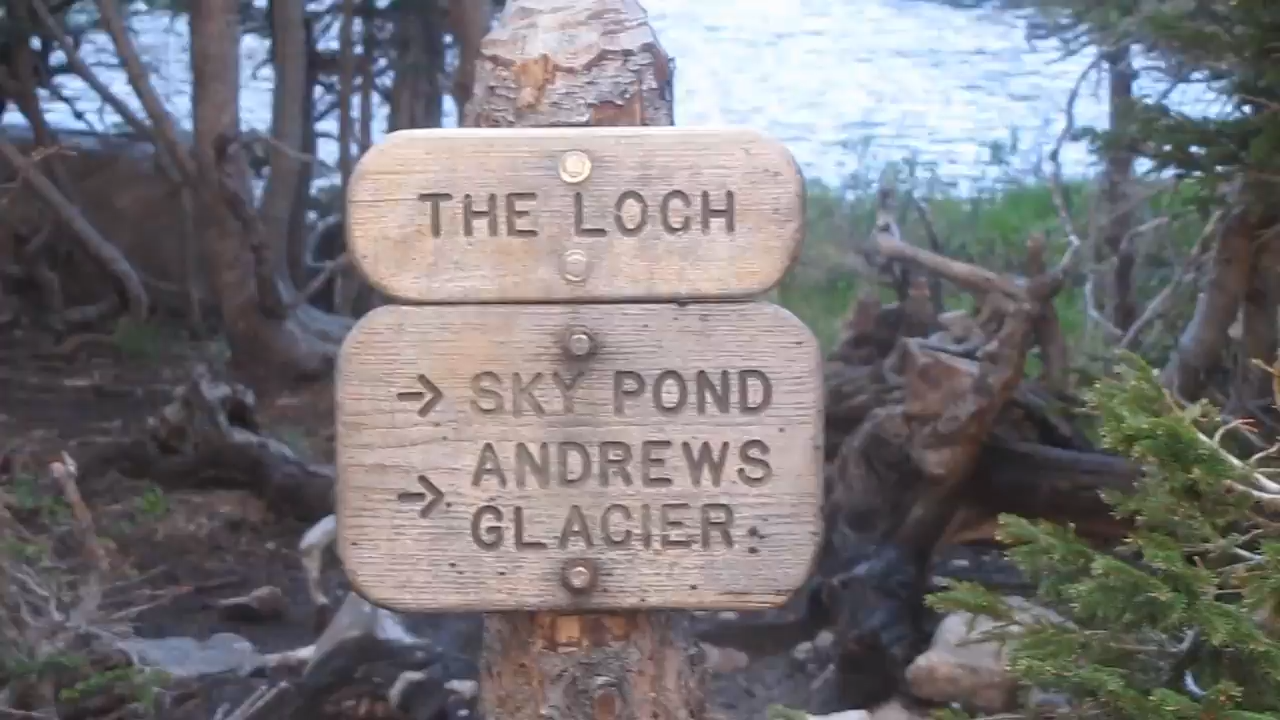 THE LOCH
→ SKY POND
ANDREWS
→ GLACIER